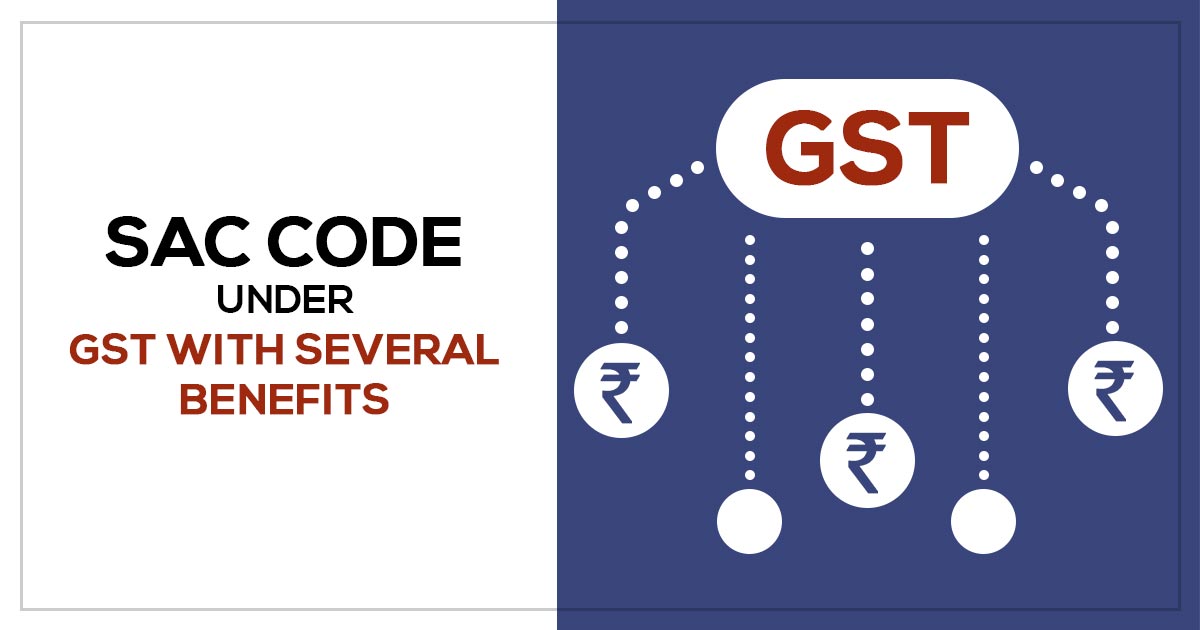 SAC CODE
UNDER
GST WITH SEVERAL
BENEFITS
GST
₹
₹
₹